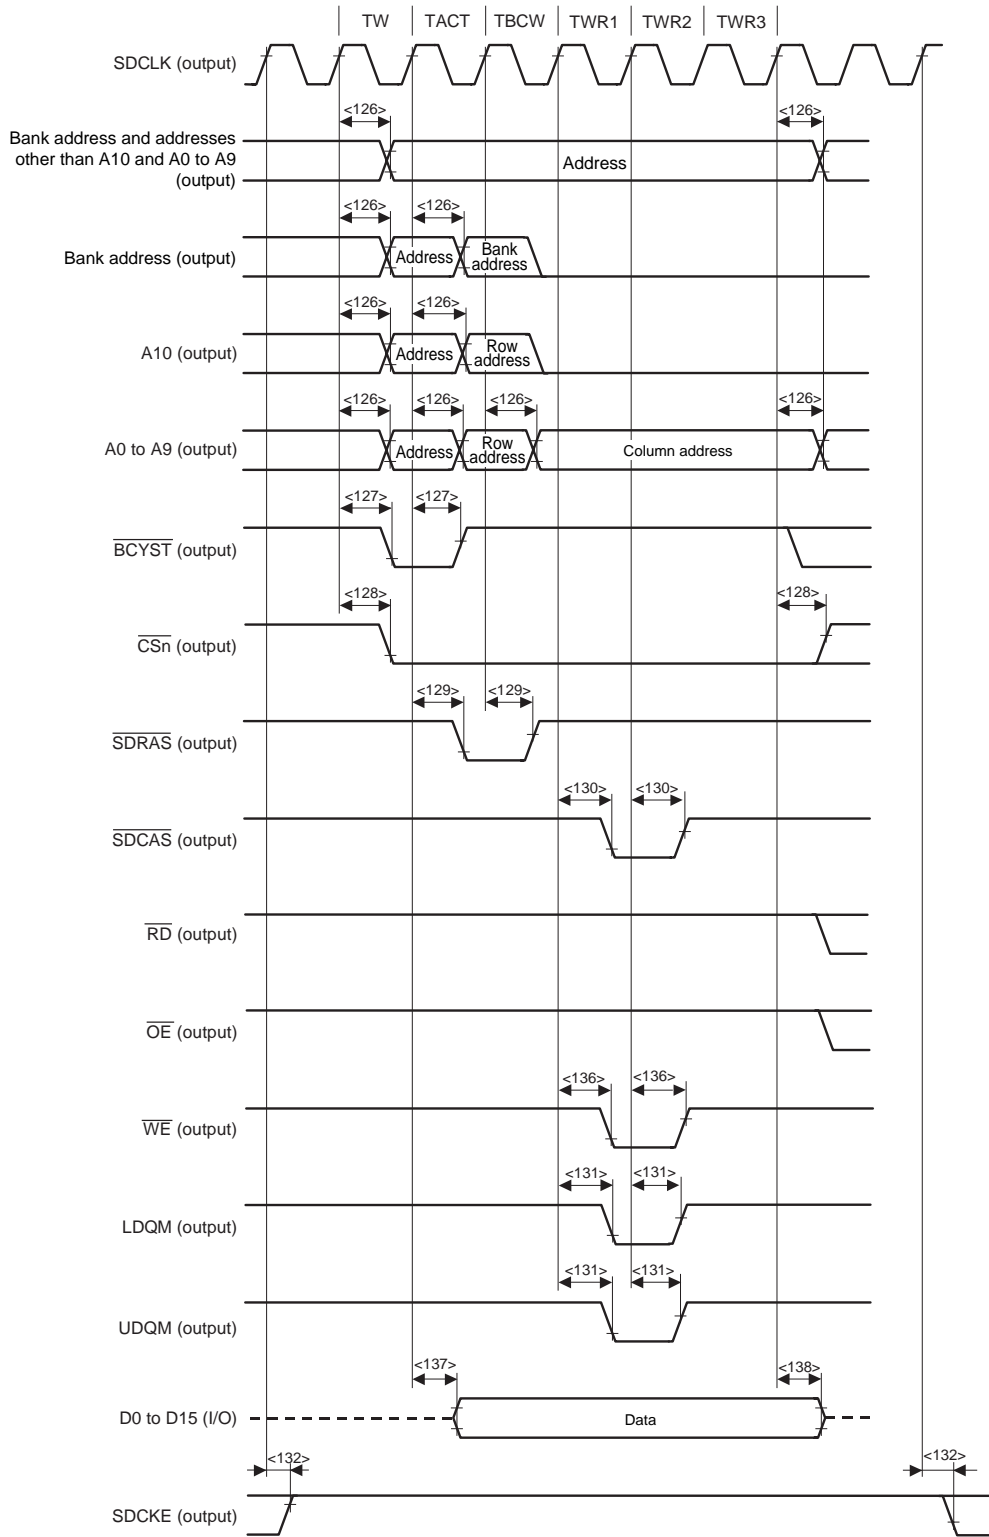 TW TACT TBCW TWR1 TWR2 TWR3
SDCLK (output)
<126> <126>
Bank address and addresses
other than A10 and A0 to A9
(output)
Address
<126> <126>
Bank address (output)
Address
Bank
address
<126> <126>
A10 (output)
Address
Row
address
<126> <126> <126> <126>
A0 to A9 (output)
Address
Row
address
Column address
<127> <127>
BCYST (output)
<128> <128>
CSn (output)
<129> <129>
SDRAS (output)
<130> <130>
SDCAS (output)
RD (output)
OE (output)
<136> <136>
WE (output)
<131> <131>
LDQM (output)
<131> <131>
UDQM (output)
<137> <138>
D0 to D15 (I/O)
Data
<132> <132>
SDCKE (output)